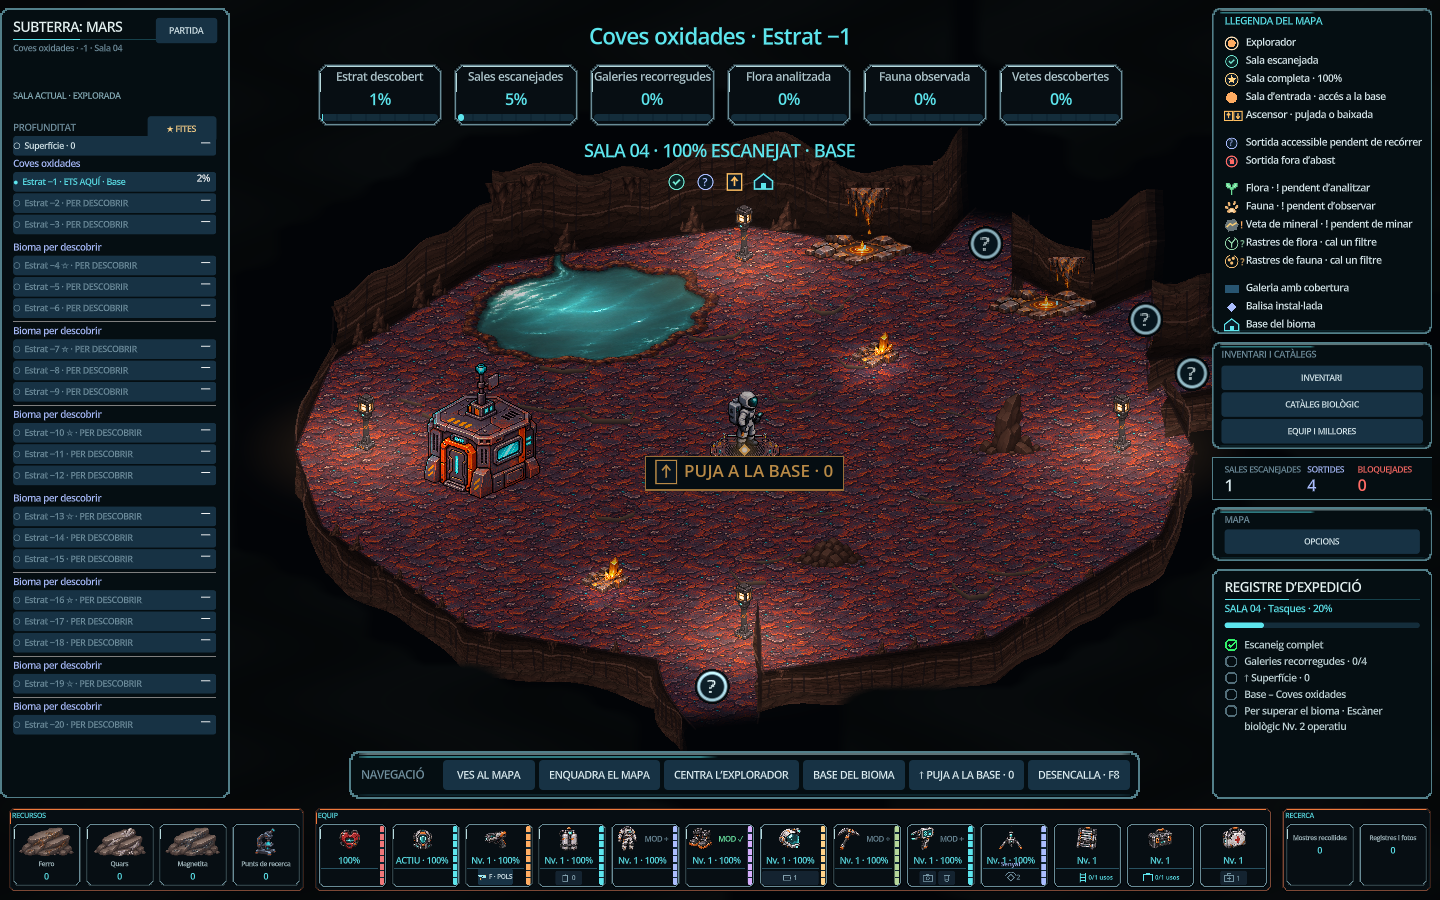 SUBTERRA: MARS
PARTIDA
Coves oxidades · -1 · Sala 04
SALA ACTUAL · EXPLORADA
PROFUNDITAT
★ FITES
Superfície · 0 —
Coves oxidades
Estrat −1 · ETS AQUÍ · Base 2%
Estrat −2 · PER DESCOBRIR —
Estrat −3 · PER DESCOBRIR —
Bioma per descobrir
Estrat −4 ☆ · PER DESCOBRIR —
Estrat −5 · PER DESCOBRIR —
Estrat −6 · PER DESCOBRIR —
Bioma per descobrir
Estrat −7 ☆ · PER DESCOBRIR —
Estrat −8 · PER DESCOBRIR —
Estrat −9 · PER DESCOBRIR —
Bioma per descobrir
Estrat −10 ☆ · PER DESCOBRIR —
Estrat −11 · PER DESCOBRIR —
Estrat −12 · PER DESCOBRIR —
Bioma per descobrir
Estrat −13 ☆ · PER DESCOBRIR —
Estrat −14 · PER DESCOBRIR —
Estrat −15 · PER DESCOBRIR —
Bioma per descobrir
Estrat −16 ☆ · PER DESCOBRIR —
Estrat −17 · PER DESCOBRIR —
Estrat −18 · PER DESCOBRIR —
Bioma per descobrir
Estrat −19 ☆ · PER DESCOBRIR —
Bioma per descobrir
Estrat −20 · PER DESCOBRIR —
Coves oxidades · Estrat −1
Estrat descobert
1%
Sales escanejades
5%
Galeries recorregudes
0%
Flora analitzada
0%
Fauna observada
0%
Vetes descobertes
0%
SALA 04 · 100% ESCANEJAT · BASE
?
?
?
?
?
↑ PUJA A LA BASE · 0
NAVEGACIÓ
VES AL MAPA
ENQUADRA EL MAPA
CENTRA L'EXPLORADOR
BASE DEL BIOMA
↑ PUJA A LA BASE · 0
DESENCALLA · F8
LLEGENDA DEL MAPA
Explorador
Sala escanejada
Sala completa · 100%
Sala d'entrada · accés a la base
Ascensor · pujada o baixada
Sortida accessible pendent de recórrer
Sortida fora d'abast
Flora · ! pendent d'analitzar
Fauna · ! pendent d'observar
! Veta de mineral · ! pendent de minar
? Rastres de flora · cal un filtre
? Rastres de fauna · cal un filtre
Galeria amb cobertura
Balisa instal·lada
Base del bioma
INVENTARI I CATÀLEGS
INVENTARI
CATÀLEG BIOLÒGIC
EQUIP I MILLORES
SALES ESCANEJADES
1
SORTIDES
4
BLOQUEJADES
0
MAPA
OPCIONS
REGISTRE D'EXPEDICIÓ
SALA 04 · Tasques · 20%
Escaneig complet
Galeries recorregudes · 0/4
↑ Superfície · 0
Base – Coves oxidades
Per superar el bioma · Escàner
biològic Nv. 2 operatiu
RECURSOS
Ferro
0
Quars
0
Magnetita
0
Punts de recerca
0
EQUIP
100%
ACTIU · 100%
Nv. 1 · 100%
F · POLS
Nv. 1 · 100%
0
MOD +
Nv. 1 · 100%
MOD ✓
Nv. 1 · 100%
Nv. 1 · 100%
1
MOD +
Nv. 1 · 100%
MOD +
Nv. 1 · 100%
Nv. 1 · 100%
2
Nv. 1
0/1 usos
Nv. 1
0/1 usos
Nv. 1
1
RECERCA
Mostres recollides
0
Registres i fotos
0